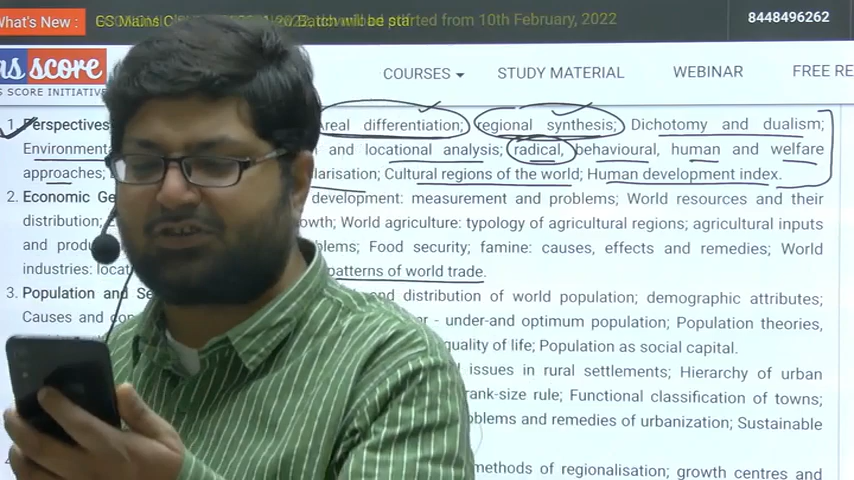 What's New :
GS Mains started from 10th February, 2022
8448496262
score
SCORE INITIATIVE
COURSES
STUDY MATERIAL
WEBINAR
FREE RE
1. Perspectives Areal differentiation; regional synthesis; Dichotomy and dualism;
Environmenta and locational analysis; radical, behavioural, human and welfare
approaches; larisation; Cultural regions of the world; Human development index.
2. Economic Ge development: measurement and problems; World resources and their
distribution; owth; World agriculture: typology of agricultural regions; agricultural inputs
and produ blems; Food security; famine: causes, effects and remedies; World
industries: locat patterns of world trade.
3. Population and Se and distribution of world population; demographic attributes;
Causes and con or - under-and optimum population; Population theories,
quality of life; Population as social capital.
issues in rural settlements; Hierarchy of urban
rank-size rule; Functional classification of towns;
oblems and remedies of urbanization; Sustainable
methods of regionalisation; growth centres and